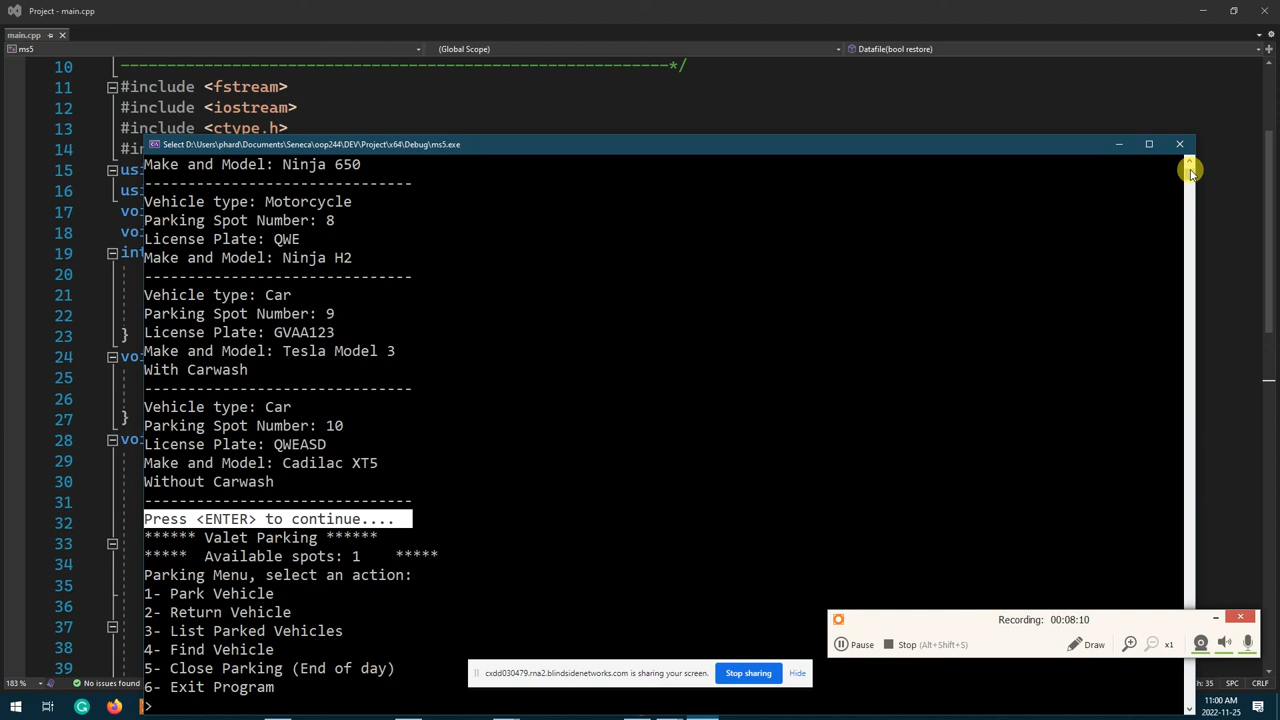 Project - main.cpp
main.cpp
ms5
(Global Scope)
Datafile(bool restore)
10
-----------------------------------------------------------*/
11 #include <fstream>
12 #include <iostream>
13 #include <ctype.h>
14 #in
15 usi
16 usi
17 voi
18 voi
19 int
20
21
22
23 }
24 voi
25
26
27 }
28 voi
29
30
31
32
33
34
35
36
37
38
39
Select D:\Users\phard\Documents\Seneca\oop244\DEV\Project\x64\Debug\ms5.exe
Make and Model: Ninja 650
-------------------------------
Vehicle type: Motorcycle
Parking Spot Number: 8
License Plate: QWE
Make and Model: Ninja H2
-------------------------------
Vehicle type: Car
Parking Spot Number: 9
License Plate: GVAA123
Make and Model: Tesla Model 3
With Carwash
-------------------------------
Vehicle type: Car
Parking Spot Number: 10
License Plate: QWEASD
Make and Model: Cadilac XT5
Without Carwash
-------------------------------
Press <ENTER> to continue....
****** Valet Parking ******
*****  Available spots: 1    *****
Parking Menu, select an action:
1- Park Vehicle
2- Return Vehicle
3- List Parked Vehicles
4- Find Vehicle
5- Close Parking (End of day)
6- Exit Program
>
Recording: 00:08:10
Pause
Stop (Alt+Shift+S)
Draw
x1
cxdd030479.rna2.blindsidenetworks.com is sharing your screen.
Stop sharing
Hide
183 %
No issues found
h: 35
SPC
CRLF
11:00 AM
2022-11-25